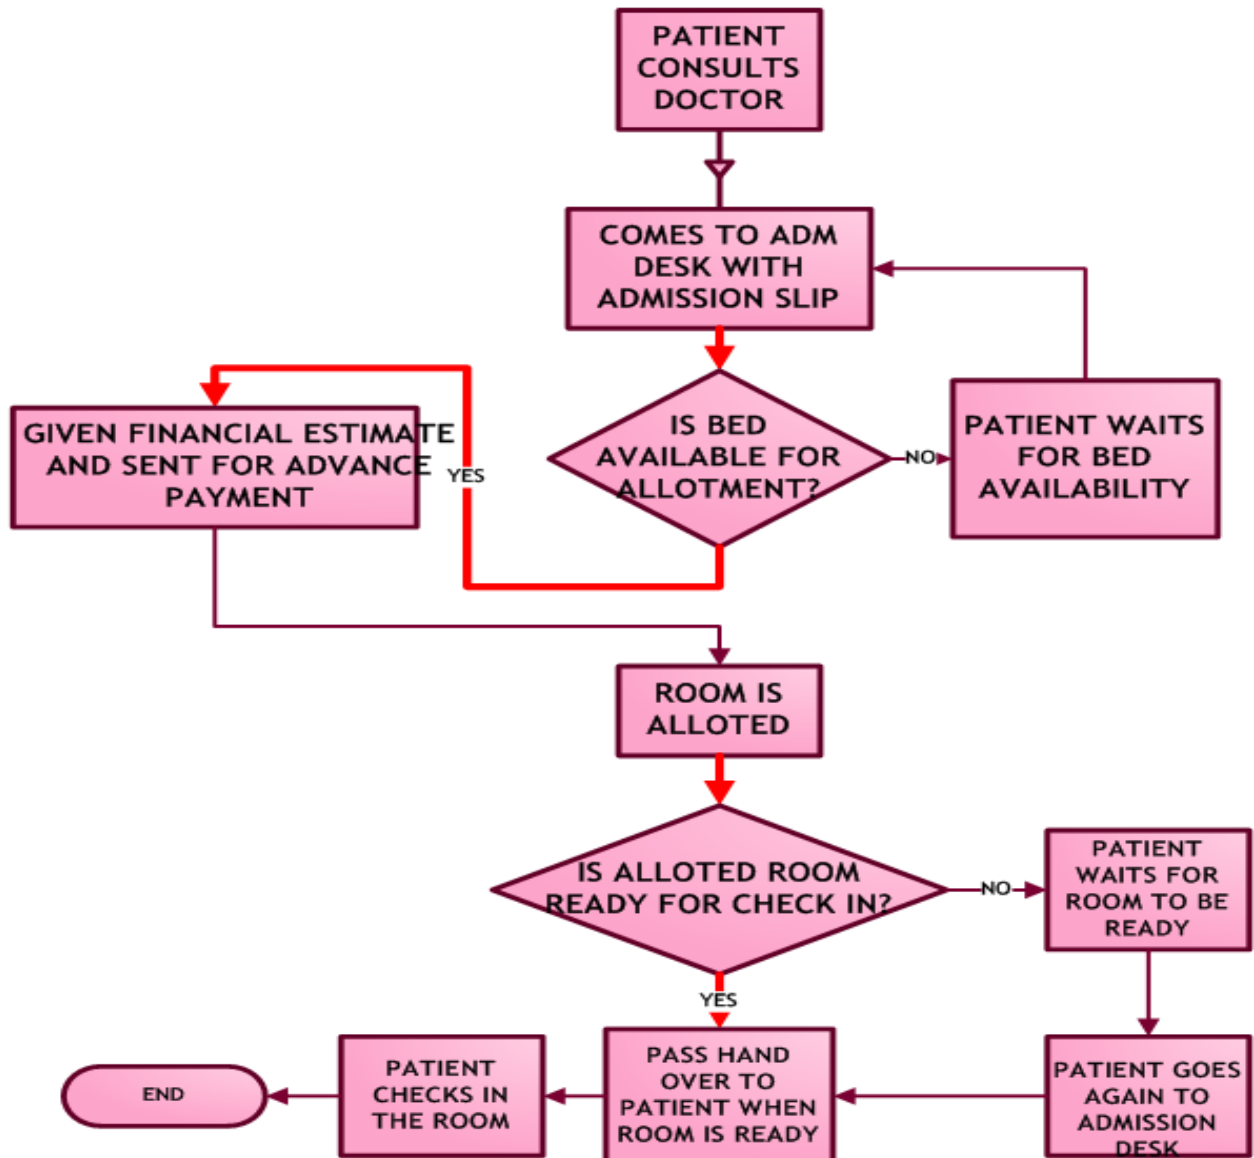 PATIENT
CONSULTS
DOCTOR
COMES TO ADM
DESK WITH
ADMISSION SLIP
IS BED
AVAILABLE FOR
ALLOTMENT?
NO
PATIENT WAITS
FOR BED
AVAILABILITY
YES
GIVEN FINANCIAL ESTIMATE
AND SENT FOR ADVANCE
PAYMENT
ROOM IS
ALLOTED
IS ALLOTED ROOM
READY FOR CHECK IN?
NO
PATIENT
WAITS FOR
ROOM TO BE
READY
YES
PATIENT GOES
AGAIN TO
ADMISSION
DESK
PASS HAND
OVER TO
PATIENT WHEN
ROOM IS READY
PATIENT
CHECKS IN
THE ROOM
END